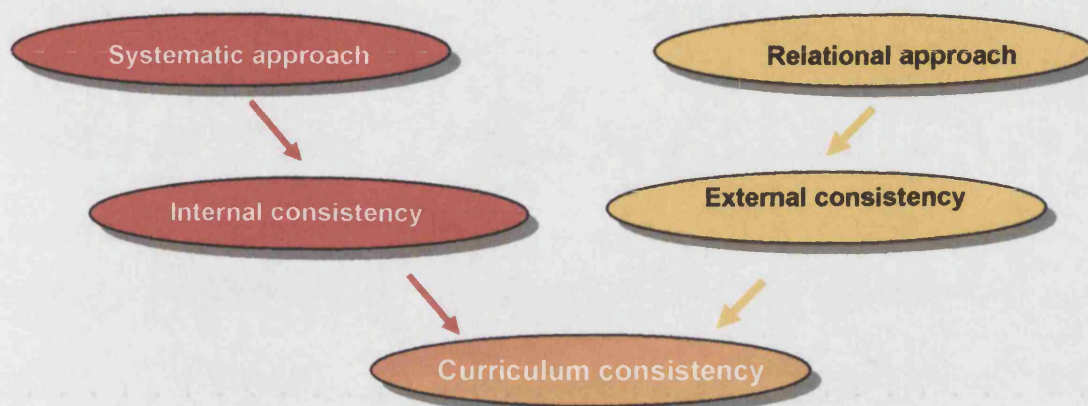 Systematic approach
Relational approach
Internal consistency
External consistency
Curriculum consistency